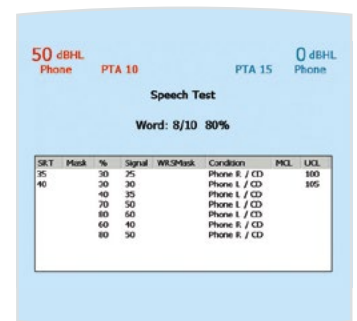 50 dBHL 0 dBHL
Phone PTA 10 PTA 15 Phone
Speech Test
Word: 8/10 80%
SRT Mask % Signal WRSMask Condition MCL UCL
35 30 25 Phone R / CD 100
40 30 30 Phone L / CD 105
40 35 Phone L / CD
70 50 Phone L / CD
80 60 Phone L / CD
60 40 Phone R / CD
80 50 Phone R / CD